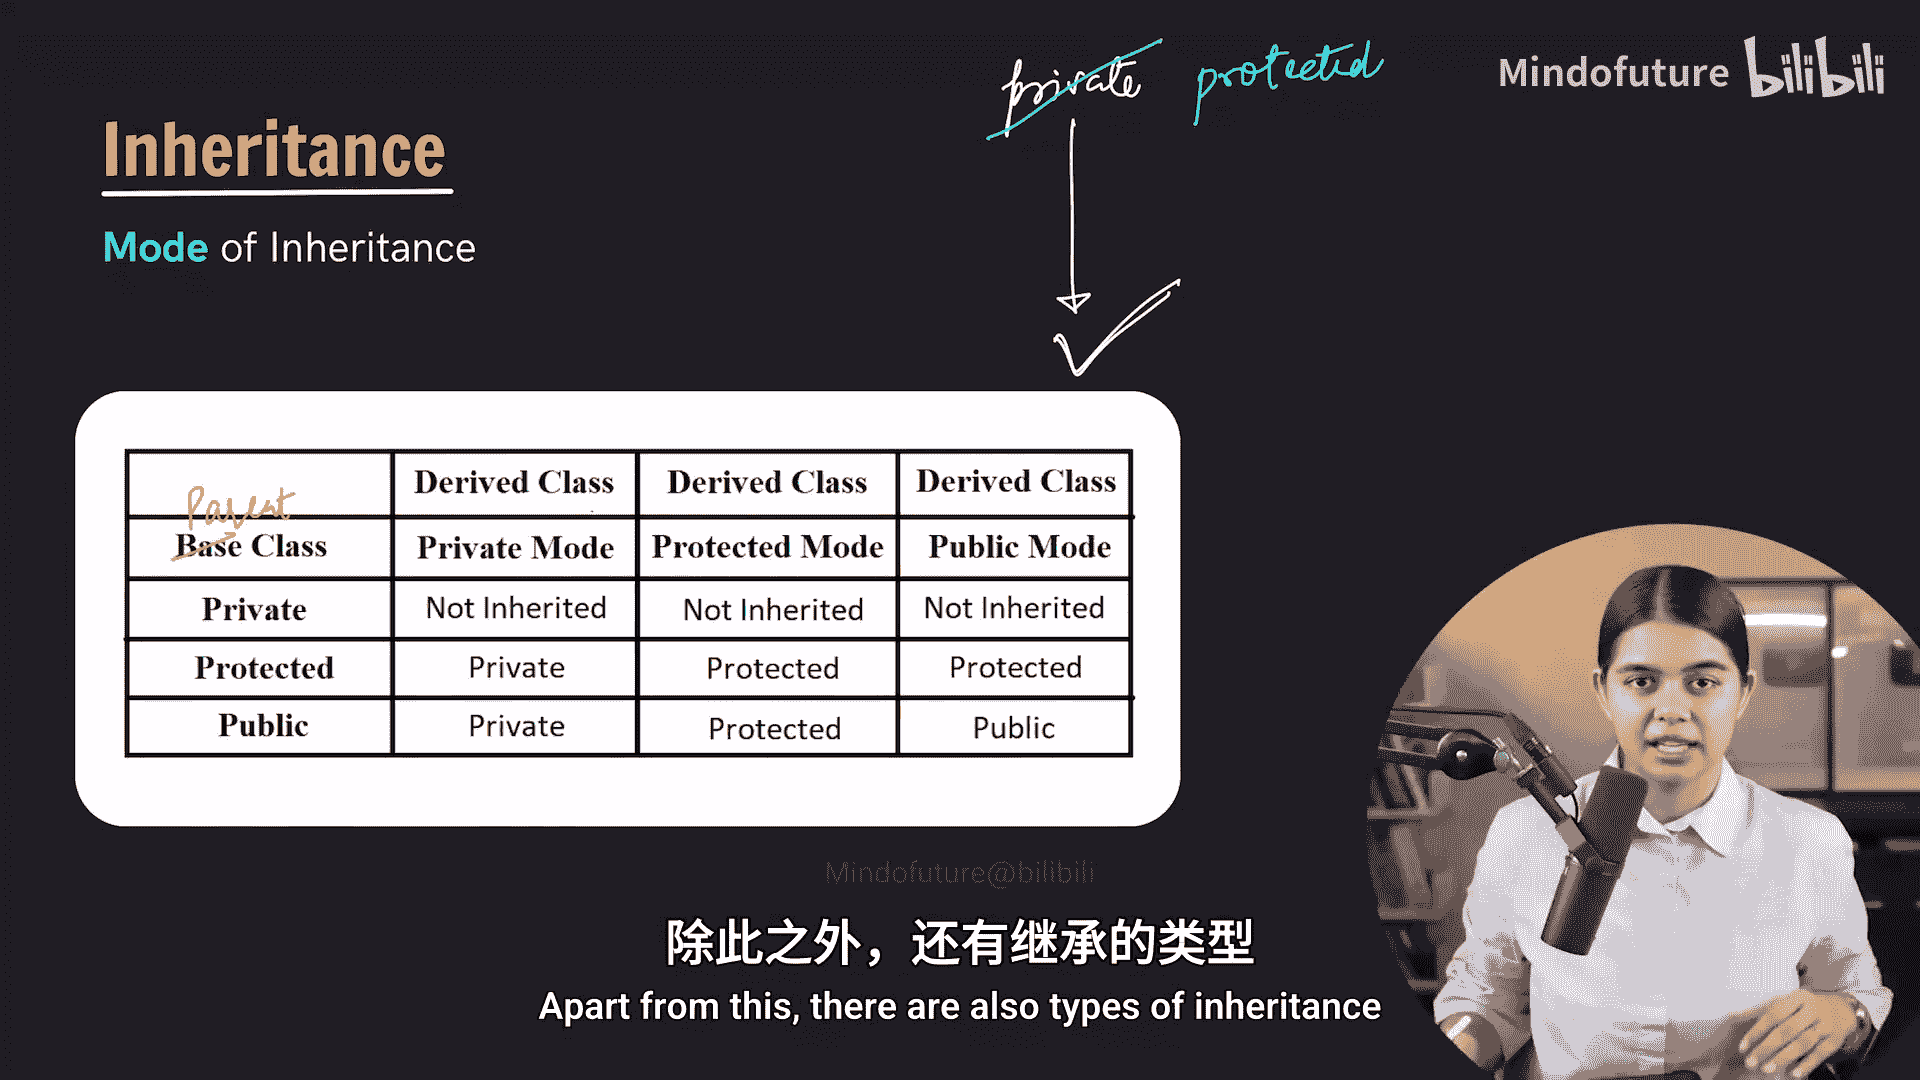 private protected
Mindofuture bilibili
Inheritance
Mode of Inheritance
Derived Class Derived Class Derived Class
Parent
Base Class Private Mode Protected Mode Public Mode
Private Not Inherited Not Inherited Not Inherited
Protected Private Protected Protected
Public Private Protected Public
Mindofuture@bilibili
除此之外，还有继承的类型
Apart from this, there are also types of inheritance